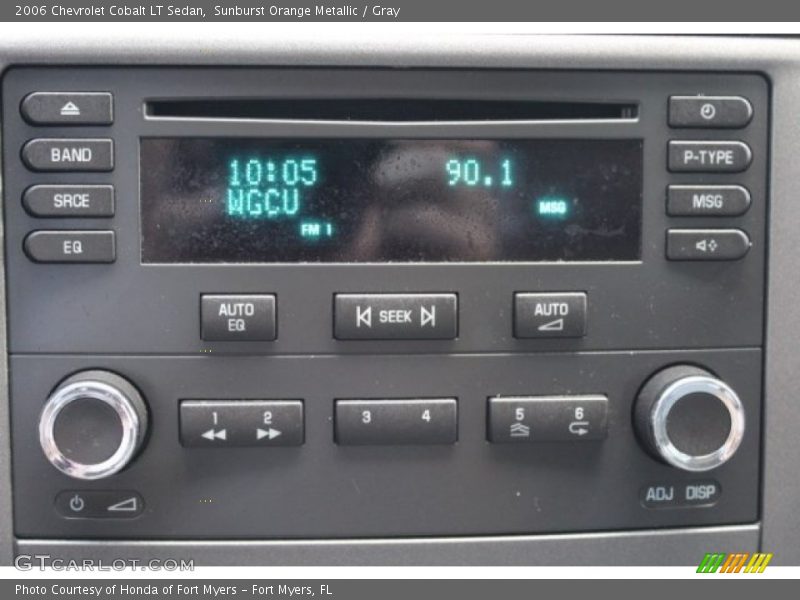 2006 Chevrolet Cobalt LT Sedan, Sunburst Orange Metallic / Gray
BAND
SRCE
EQ
10:05 90.1
WGCU
MSG
FM 1
P-TYPE
MSG
AUTO
EQ
SEEK
AUTO
1 2
3 4
5 6
ADJ DISP
GTCARLOT.COM
Photo Courtesy of Honda of Fort Myers - Fort Myers, FL